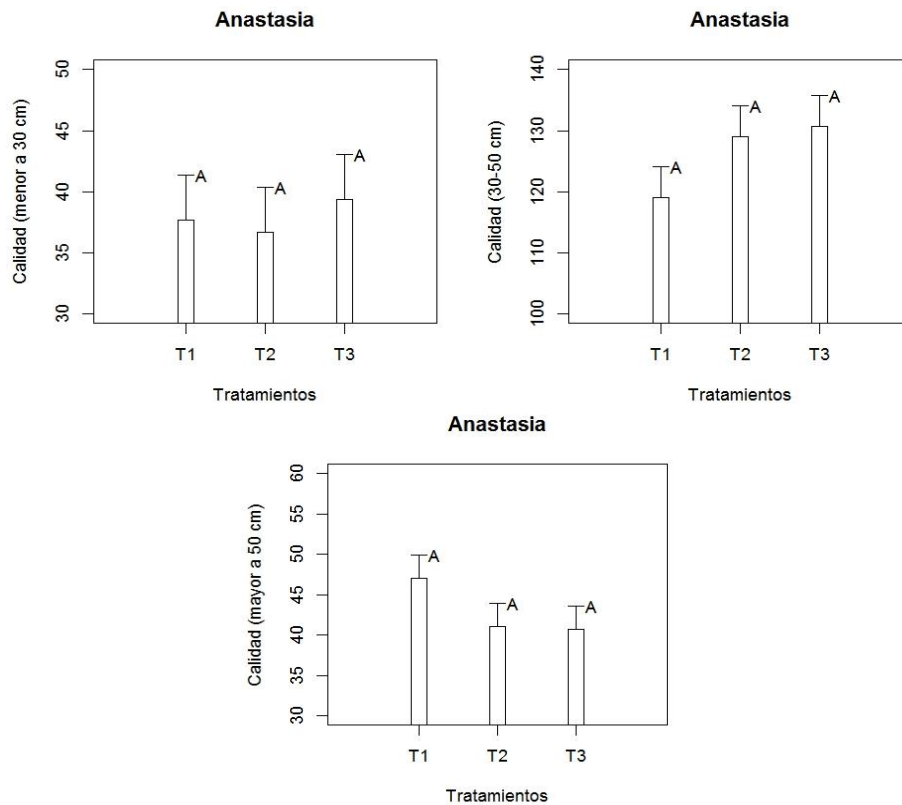 Anastasia
Calidad (menor a 30 cm)
50
45
40
35
30
A
A
A
T1
T2
T3
Tratamientos
Anastasia
Calidad (30-50 cm)
140
130
120
110
100
A
A
A
T1
T2
T3
Tratamientos
Anastasia
Calidad (mayor a 50 cm)
60
55
50
45
40
35
30
A
A
A
T1
T2
T3
Tratamientos